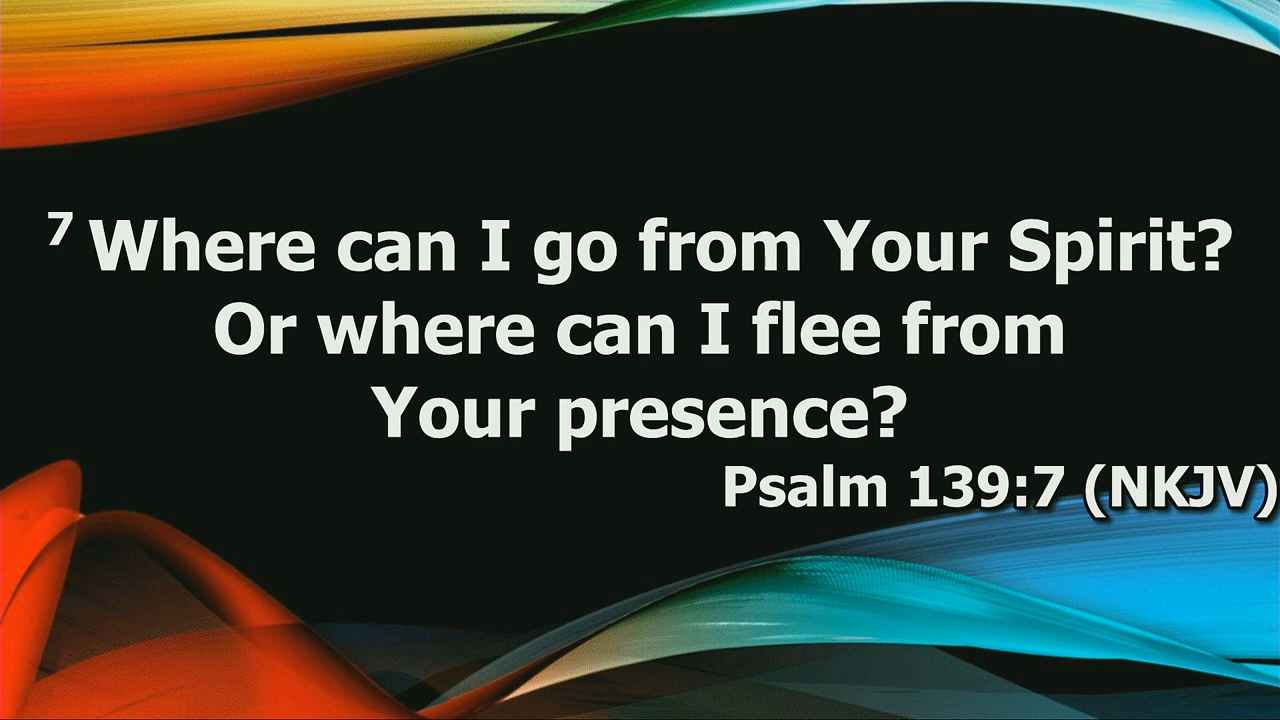 7 Where can I go from Your Spirit?
Or where can I flee from
Your presence?
Psalm 139:7 (NKJV)